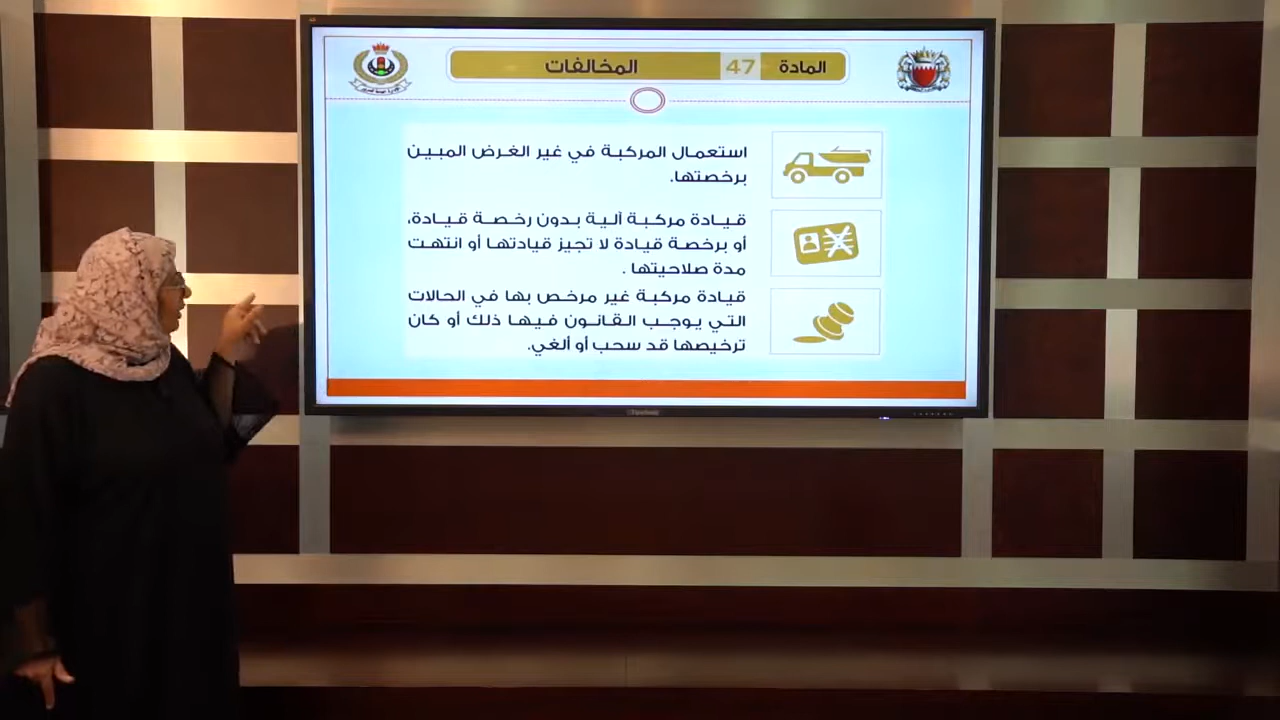 المادة 47 المخالفات
استعمال المركبة في غير الغرض المبين
برخصتها.
قيادة مركبة آلية بدون رخصة قيادة،
أو برخصة قيادة لا تجيز قيادتها أو انتهت
مدة صلاحيتها .
قيادة مركبة غير مرخص بها في الحالات
التي يوجب القانون فيها ذلك أو كان
ترخيصها قد سحب أو ألغي.